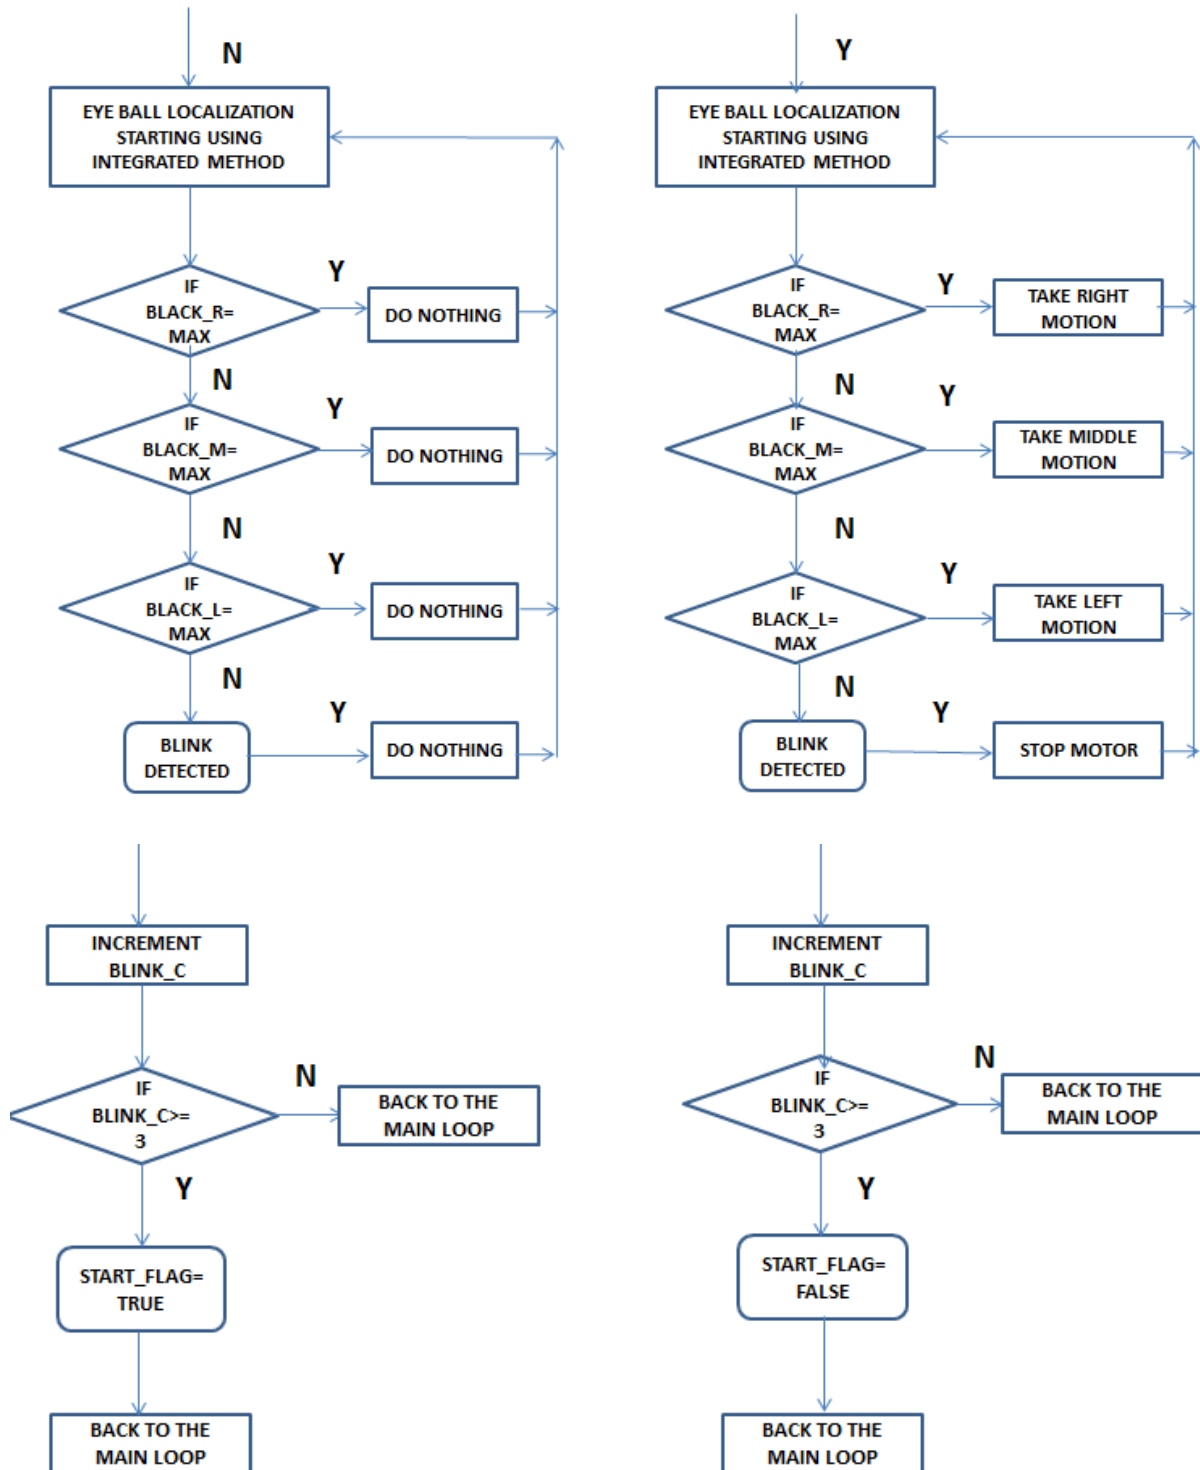 N
EYE BALL LOCALIZATION
STARTING USING
INTEGRATED METHOD
IF
BLACK_R=
MAX
Y
DO NOTHING
N
IF
BLACK_M=
MAX
Y
DO NOTHING
N
IF
BLACK_L=
MAX
Y
DO NOTHING
N
BLINK
DETECTED
Y
DO NOTHING
Y
EYE BALL LOCALIZATION
STARTING USING
INTEGRATED METHOD
IF
BLACK_R=
MAX
Y
TAKE RIGHT
MOTION
N
IF
BLACK_M=
MAX
Y
TAKE MIDDLE
MOTION
N
IF
BLACK_L=
MAX
Y
TAKE LEFT
MOTION
N
BLINK
DETECTED
Y
STOP MOTOR
INCREMENT
BLINK_C
IF
BLINK_C>=
3
N
BACK TO THE
MAIN LOOP
Y
START_FLAG=
TRUE
BACK TO THE
MAIN LOOP
INCREMENT
BLINK_C
IF
BLINK_C>=
3
N
BACK TO THE
MAIN LOOP
Y
START_FLAG=
FALSE
BACK TO THE
MAIN LOOP